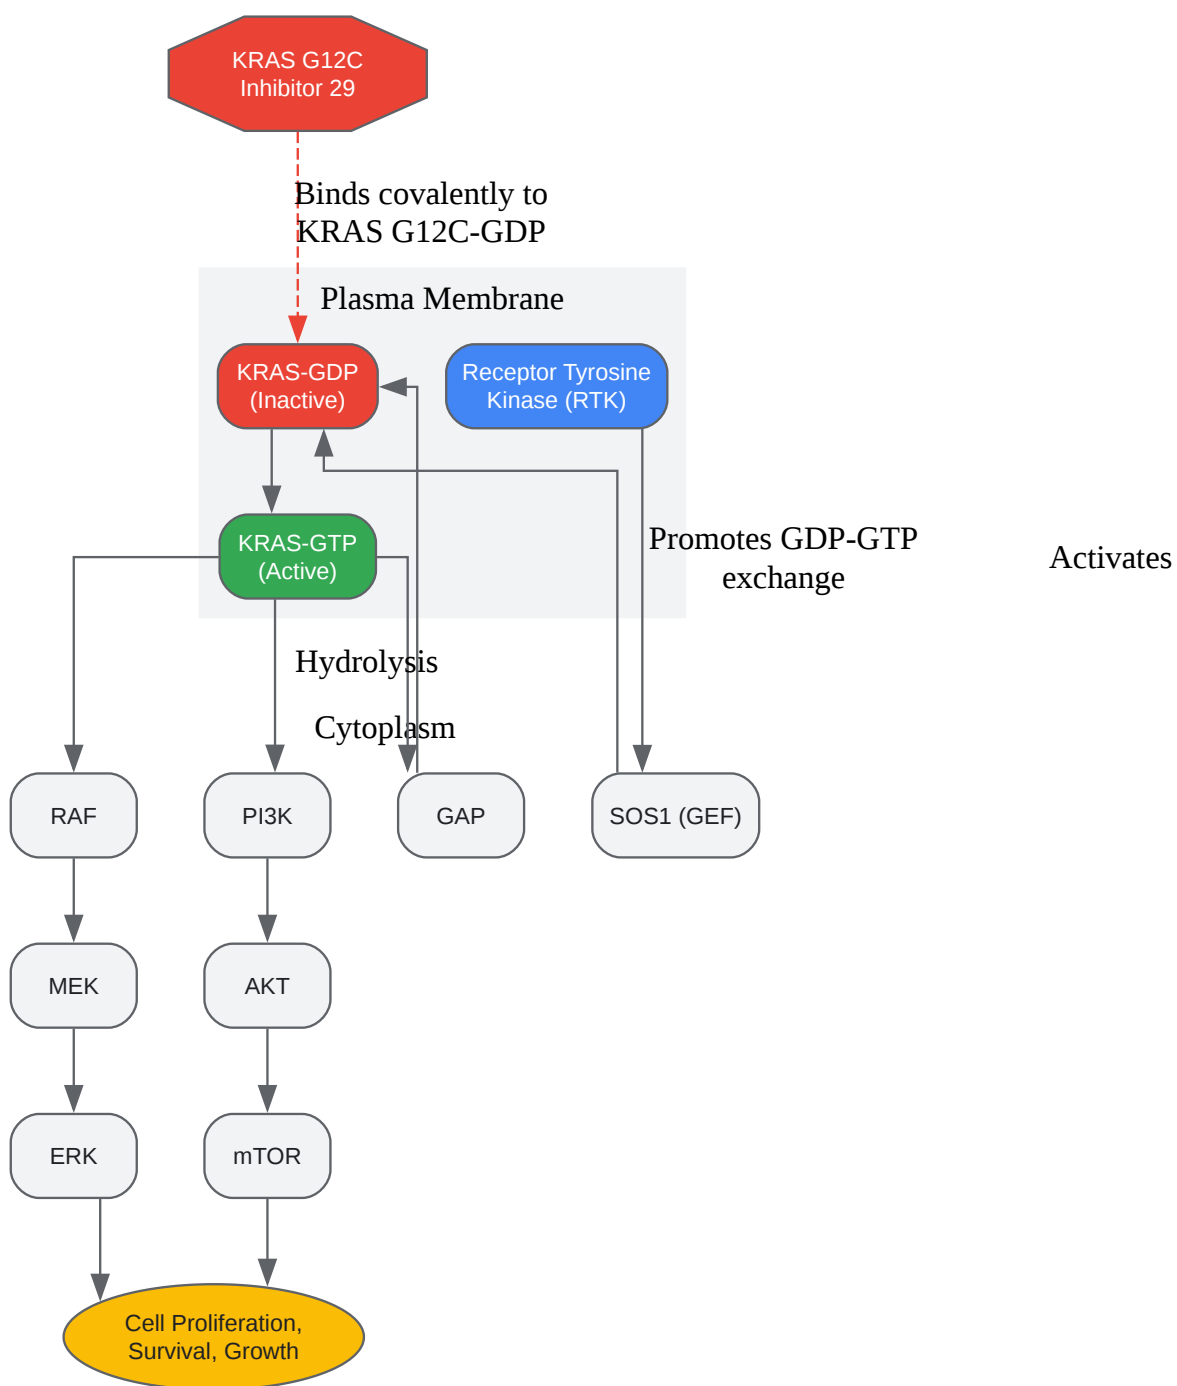 KRAS G12C
Inhibitor 29
Binds covalently to
KRAS G12C-GDP
Plasma Membrane
KRAS-GDP
(Inactive)
Receptor Tyrosine
Kinase (RTK)
KRAS-GTP
(Active)
Promotes GDP-GTP
exchange
Activates
Hydrolysis
Cytoplasm
RAF
PI3K
GAP
SOS1 (GEF)
MEK
AKT
ERK
mTOR
Cell Proliferation,
Survival, Growth